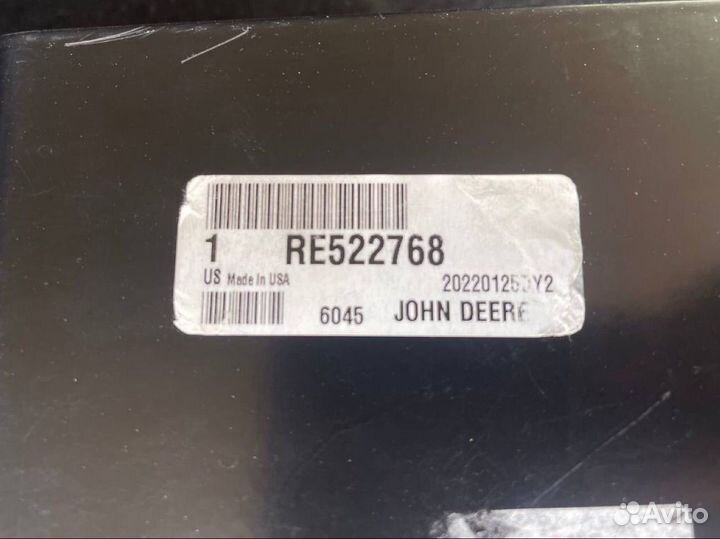 1 RE522768
US Made In USA
6045 JOHN DEERE
Avito